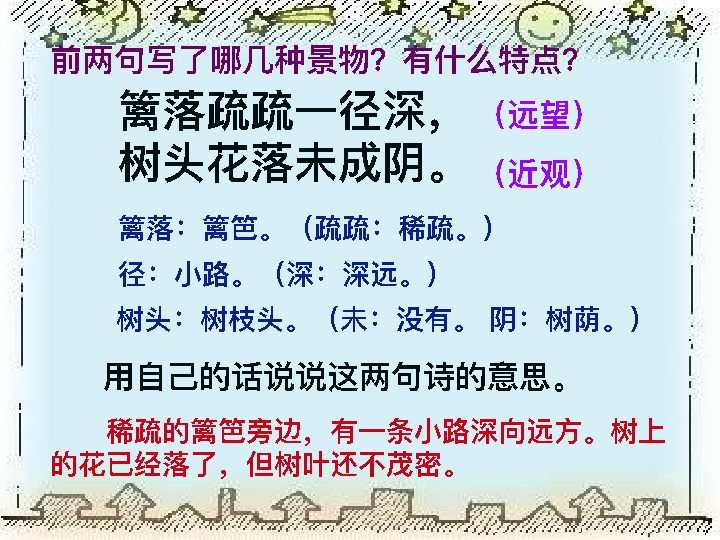 前两句写了哪几种景物？有什么特点？
篱落疏疏一径深，（远望）
树头花落未成阴。（近观）
篱落：篱笆。（疏疏：稀疏。）
径：小路。（深：深远。）
树头：树枝头。（未：没有。 阴：树荫。）
用自己的话说说这两句诗的意思。
稀疏的篱笆旁边，有一条小路深向远方。树上
的花已经落了，但树叶还不茂密。